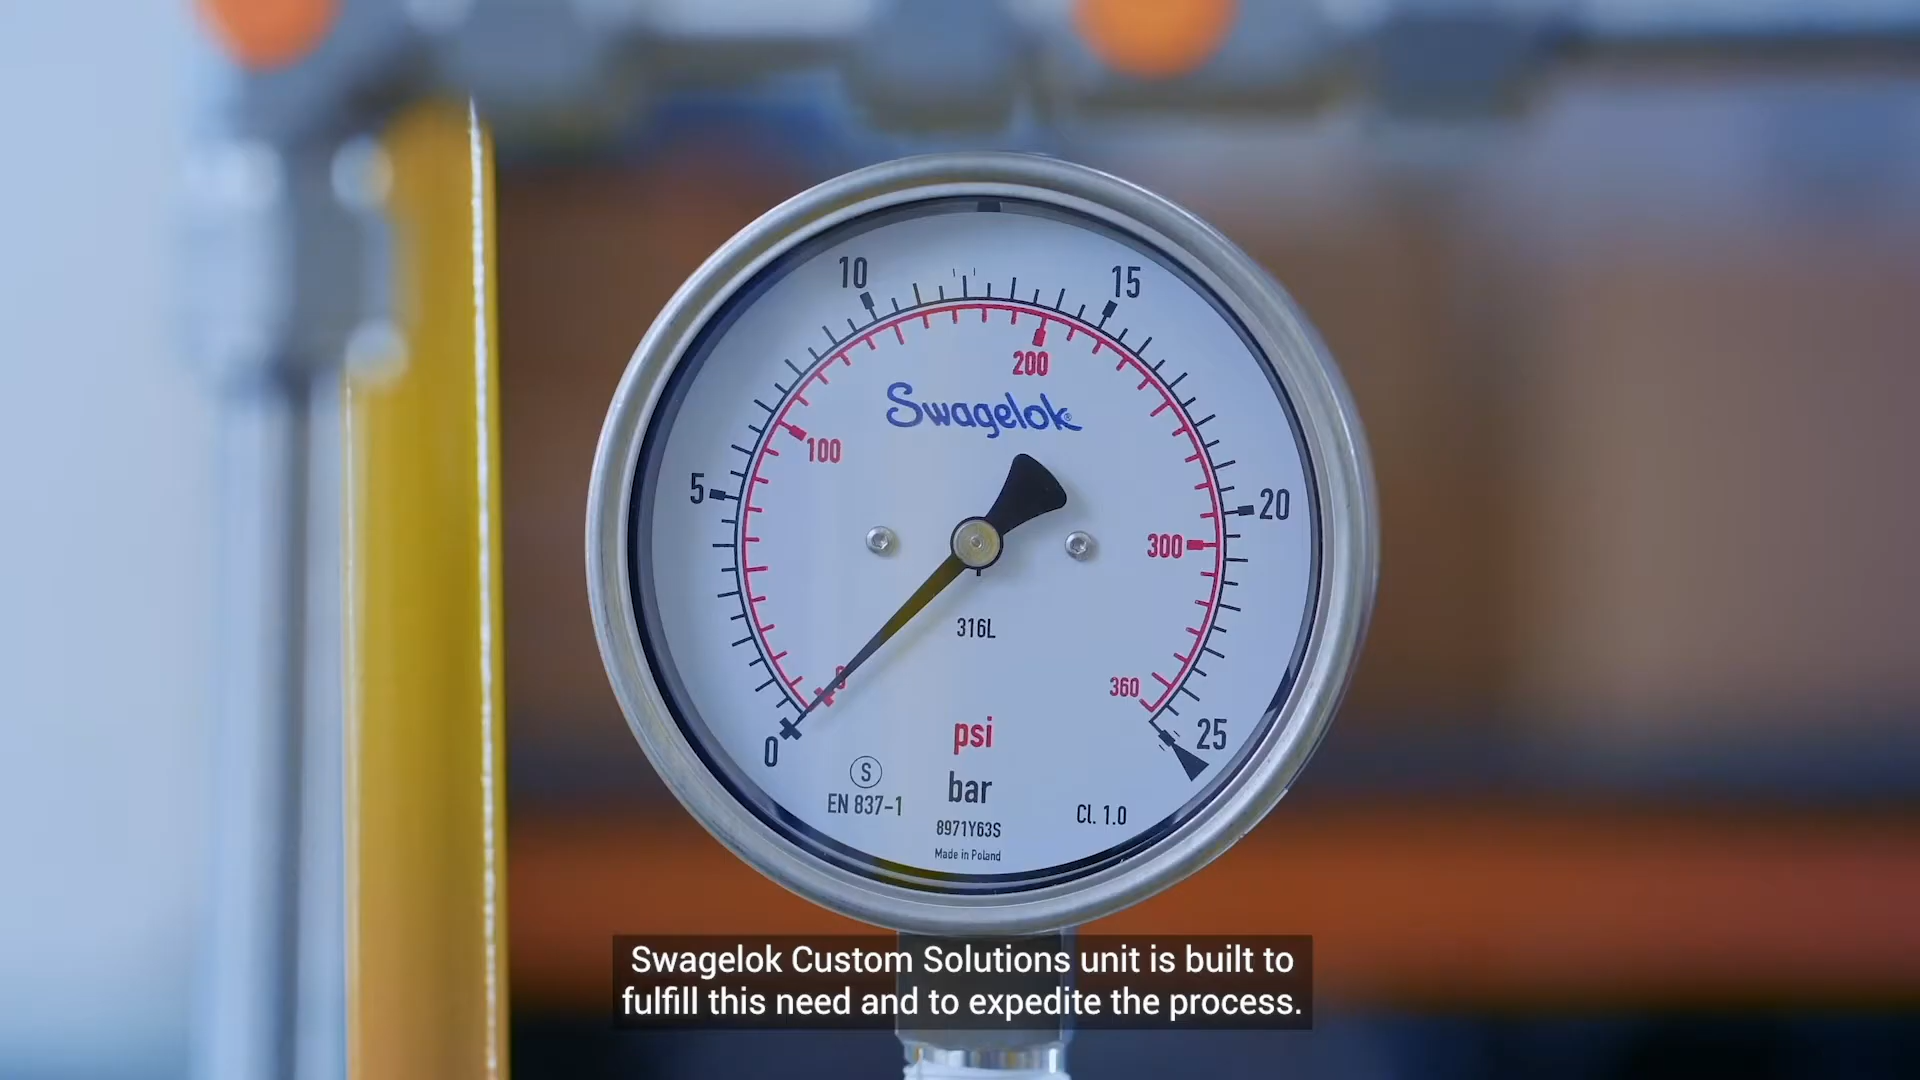 10
15
200
Swagelok®
100
5
20
300
316L
0
360
psi
0
25
S
bar
EN 837-1
Cl. 1.0
8971Y63S
Made in Poland
Swagelok Custom Solutions unit is built to
fulfill this need and to expedite the process.